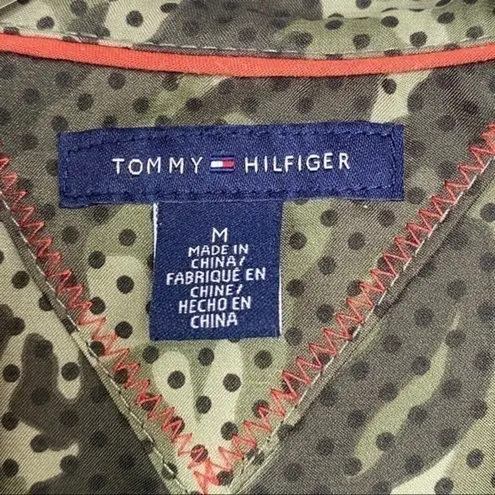 TOMMY HILFIGER
M
MADE IN
CHINA/
FABRIQUÉ EN
CHINE/
HECHO EN
CHINA